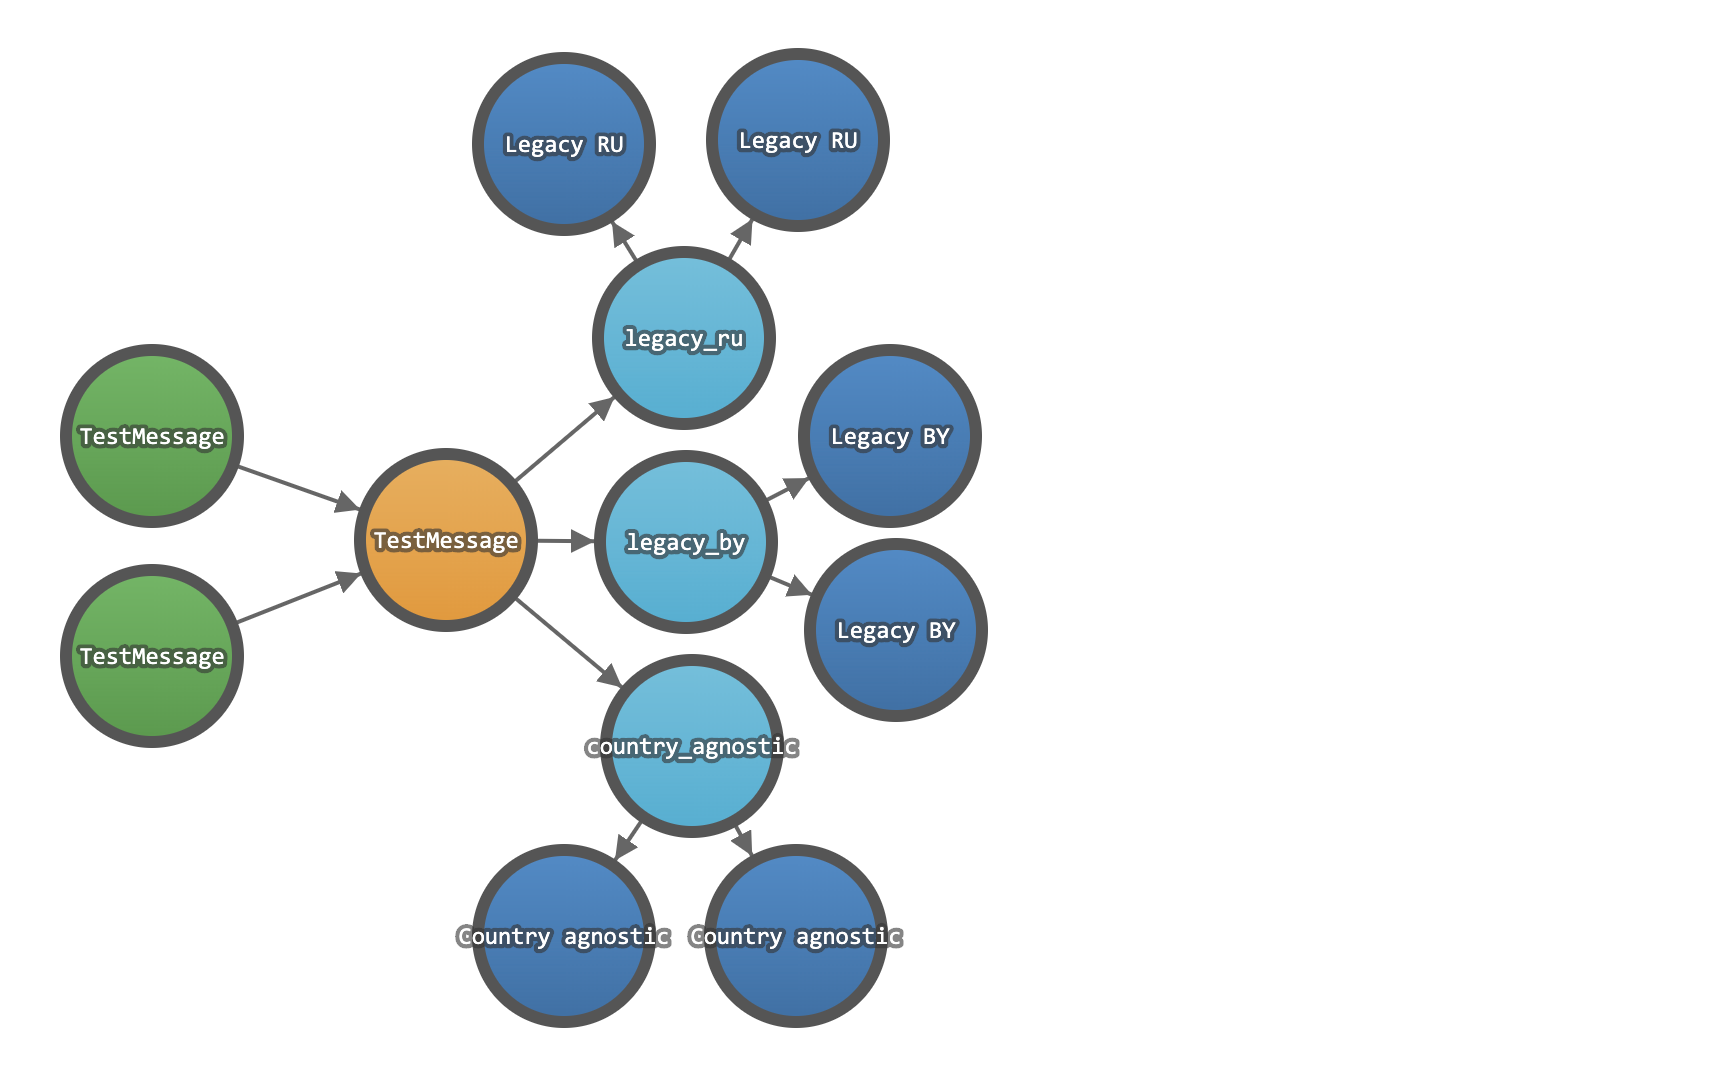 Legacy RU
Legacy RU
legacy_ru
TestMessage
Legacy BY
TestMessage
legacy_by
Legacy BY
TestMessage
country_agnostic
Country agnostic
Country agnostic